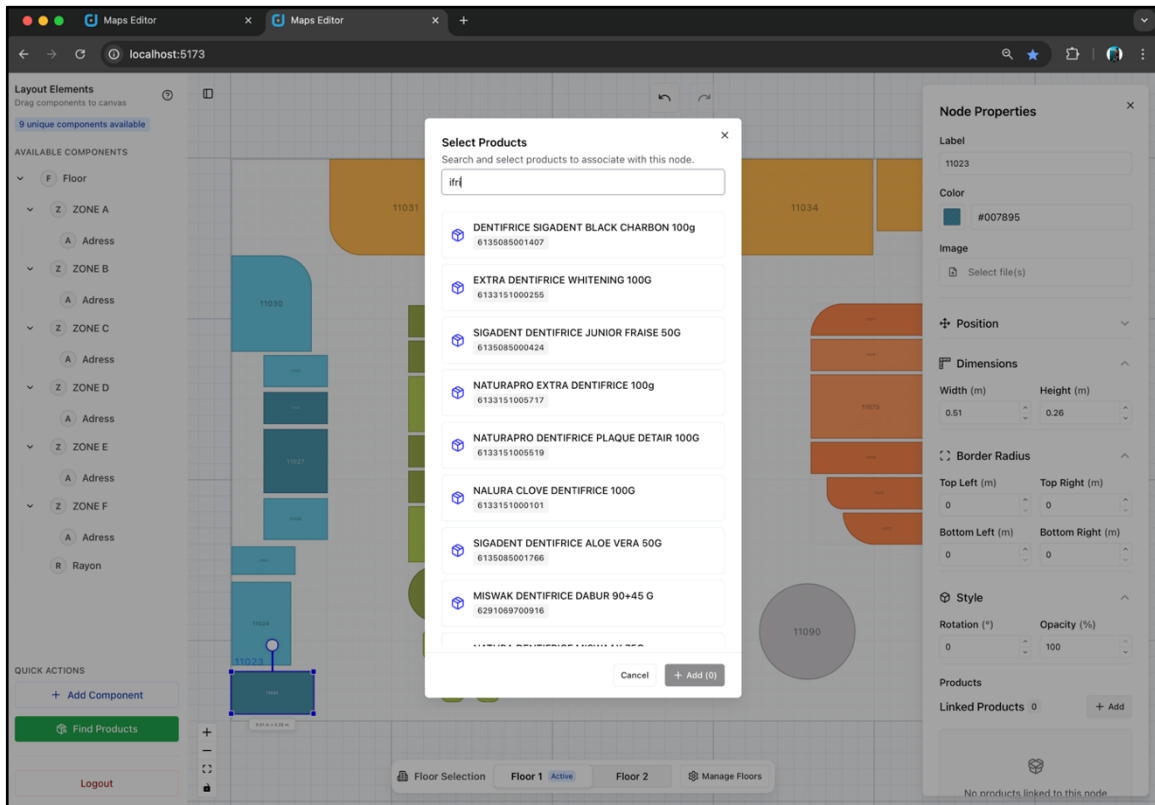 Maps Editor
Maps Editor
localhost:5173
Layout Elements
Drag components to canvas
9 unique components available
AVAILABLE COMPONENTS
F Floor
Z ZONE A
A Adress
Z ZONE B
A Adress
Z ZONE C
A Adress
Z ZONE D
A Adress
Z ZONE E
A Adress
Z ZONE F
A Adress
R Rayon
QUICK ACTIONS
+ Add Component
Find Products
Logout
11031
11034
11030
11027
11024
11023
11090
Select Products
Search and select products to associate with this node.
ifri
DENTIFRICE SIGADENT BLACK CHARBON 100g
6135085001407
EXTRA DENTIFRICE WHITENING 100G
6133151000255
SIGADENT DENTIFRICE JUNIOR FRAISE 50G
6135085000424
NATURAPRO EXTRA DENTIFRICE 100g
6133151005717
NATURAPRO DENTIFRICE PLAQUE DETAIR 100G
6133151005519
NALURA CLOVE DENTIFRICE 100G
6133151000101
SIGADENT DENTIFRICE ALOE VERA 50G
6135085001766
MISWAK DENTIFRICE DABUR 90+45 G
6291069700916
Cancel
+ Add (0)
Floor Selection
Floor 1 Active
Floor 2
Manage Floors
Node Properties
Label
11023
Color
#007895
Image
Select file(s)
Position
Dimensions
Width (m) Height (m)
0.51 0.26
Border Radius
Top Left (m) Top Right (m)
0 0
Bottom Left (m) Bottom Right (m)
0 0
Style
Rotation (°) Opacity (%)
0 100
Products
Linked Products 0 + Add
No products linked to this node